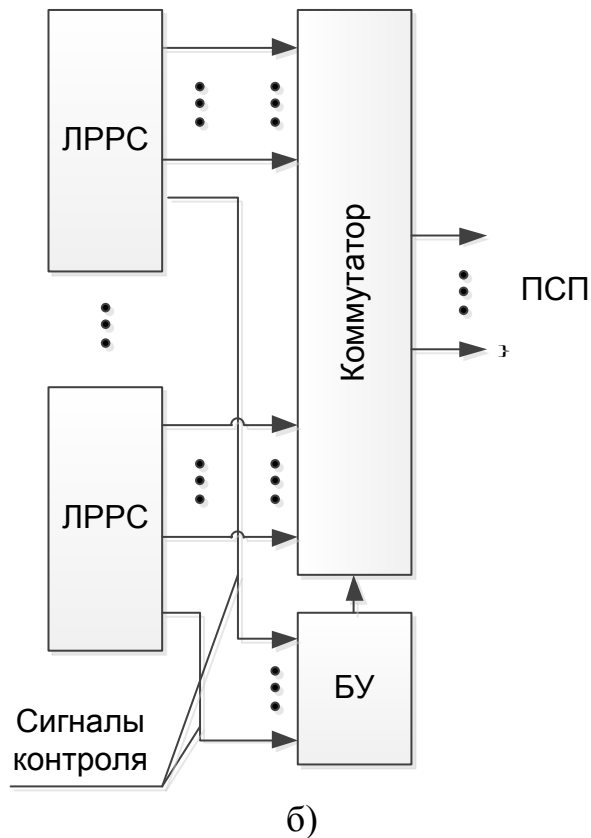 ЛРРС
Коммутатор
ПСП
}
ЛРРС
БУ
Сигналы
контроля
б)